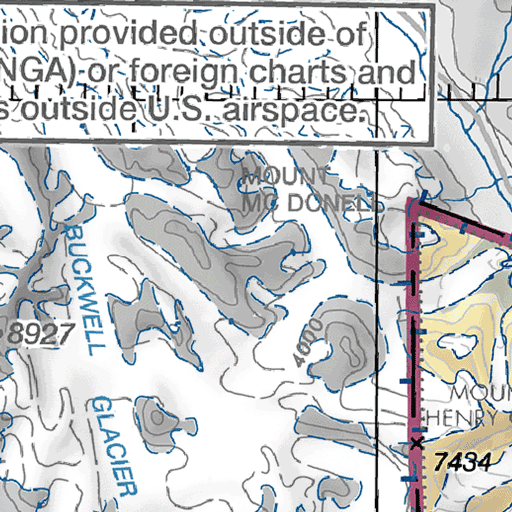 ion provided outside of
NGA) or foreign charts and
s outside U.S. airspace.
MOUNT
MC DONELL
BUCKWELL
8927
4000
MOUN
HENRY
GLACIER
7434